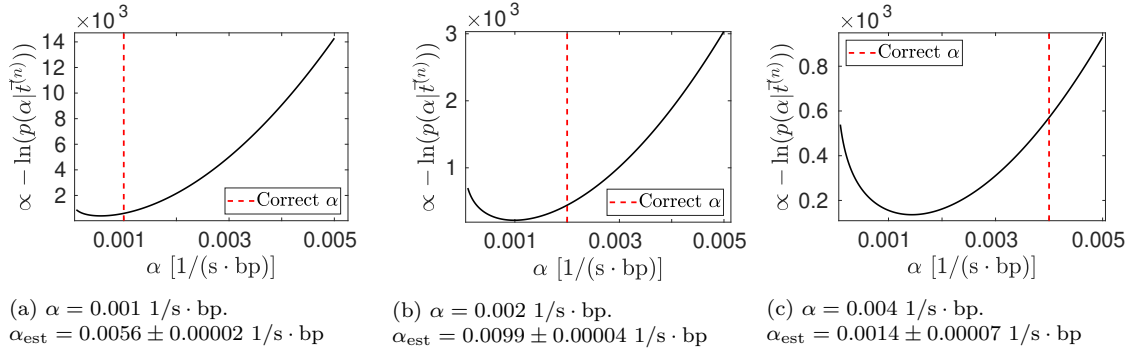 ×10³
14
12
10
8
6
4
2
∝ − ln(p(α|t̄⁽ⁿ⁾))
Correct α
0.001 0.003 0.005
α [1/(s · bp)]
(a) α = 0.001 1/s · bp.
α_est = 0.0056 ± 0.00002 1/s · bp
×10³
3
2
1
∝ − ln(p(α|t̄⁽ⁿ⁾))
Correct α
0.001 0.003 0.005
α [1/(s · bp)]
(b) α = 0.002 1/s · bp.
α_est = 0.0099 ± 0.00004 1/s · bp
×10³
0.8
0.6
0.4
0.2
∝ − ln(p(α|t̄⁽ⁿ⁾))
Correct α
0.001 0.003 0.005
α [1/(s · bp)]
(c) α = 0.004 1/s · bp.
α_est = 0.0014 ± 0.00007 1/s · bp